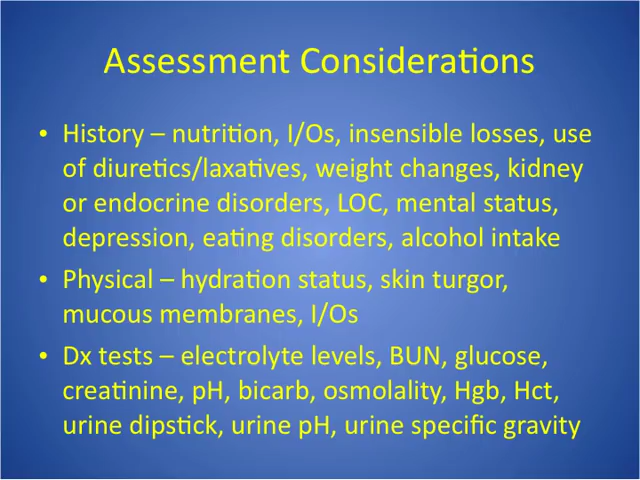 Assessment Considerations
• History – nutrition, I/Os, insensible losses, use
of diuretics/laxatives, weight changes, kidney
or endocrine disorders, LOC, mental status,
depression, eating disorders, alcohol intake
• Physical – hydration status, skin turgor,
mucous membranes, I/Os
• Dx tests – electrolyte levels, BUN, glucose,
creatinine, pH, bicarb, osmolality, Hgb, Hct,
urine dipstick, urine pH, urine specific gravity